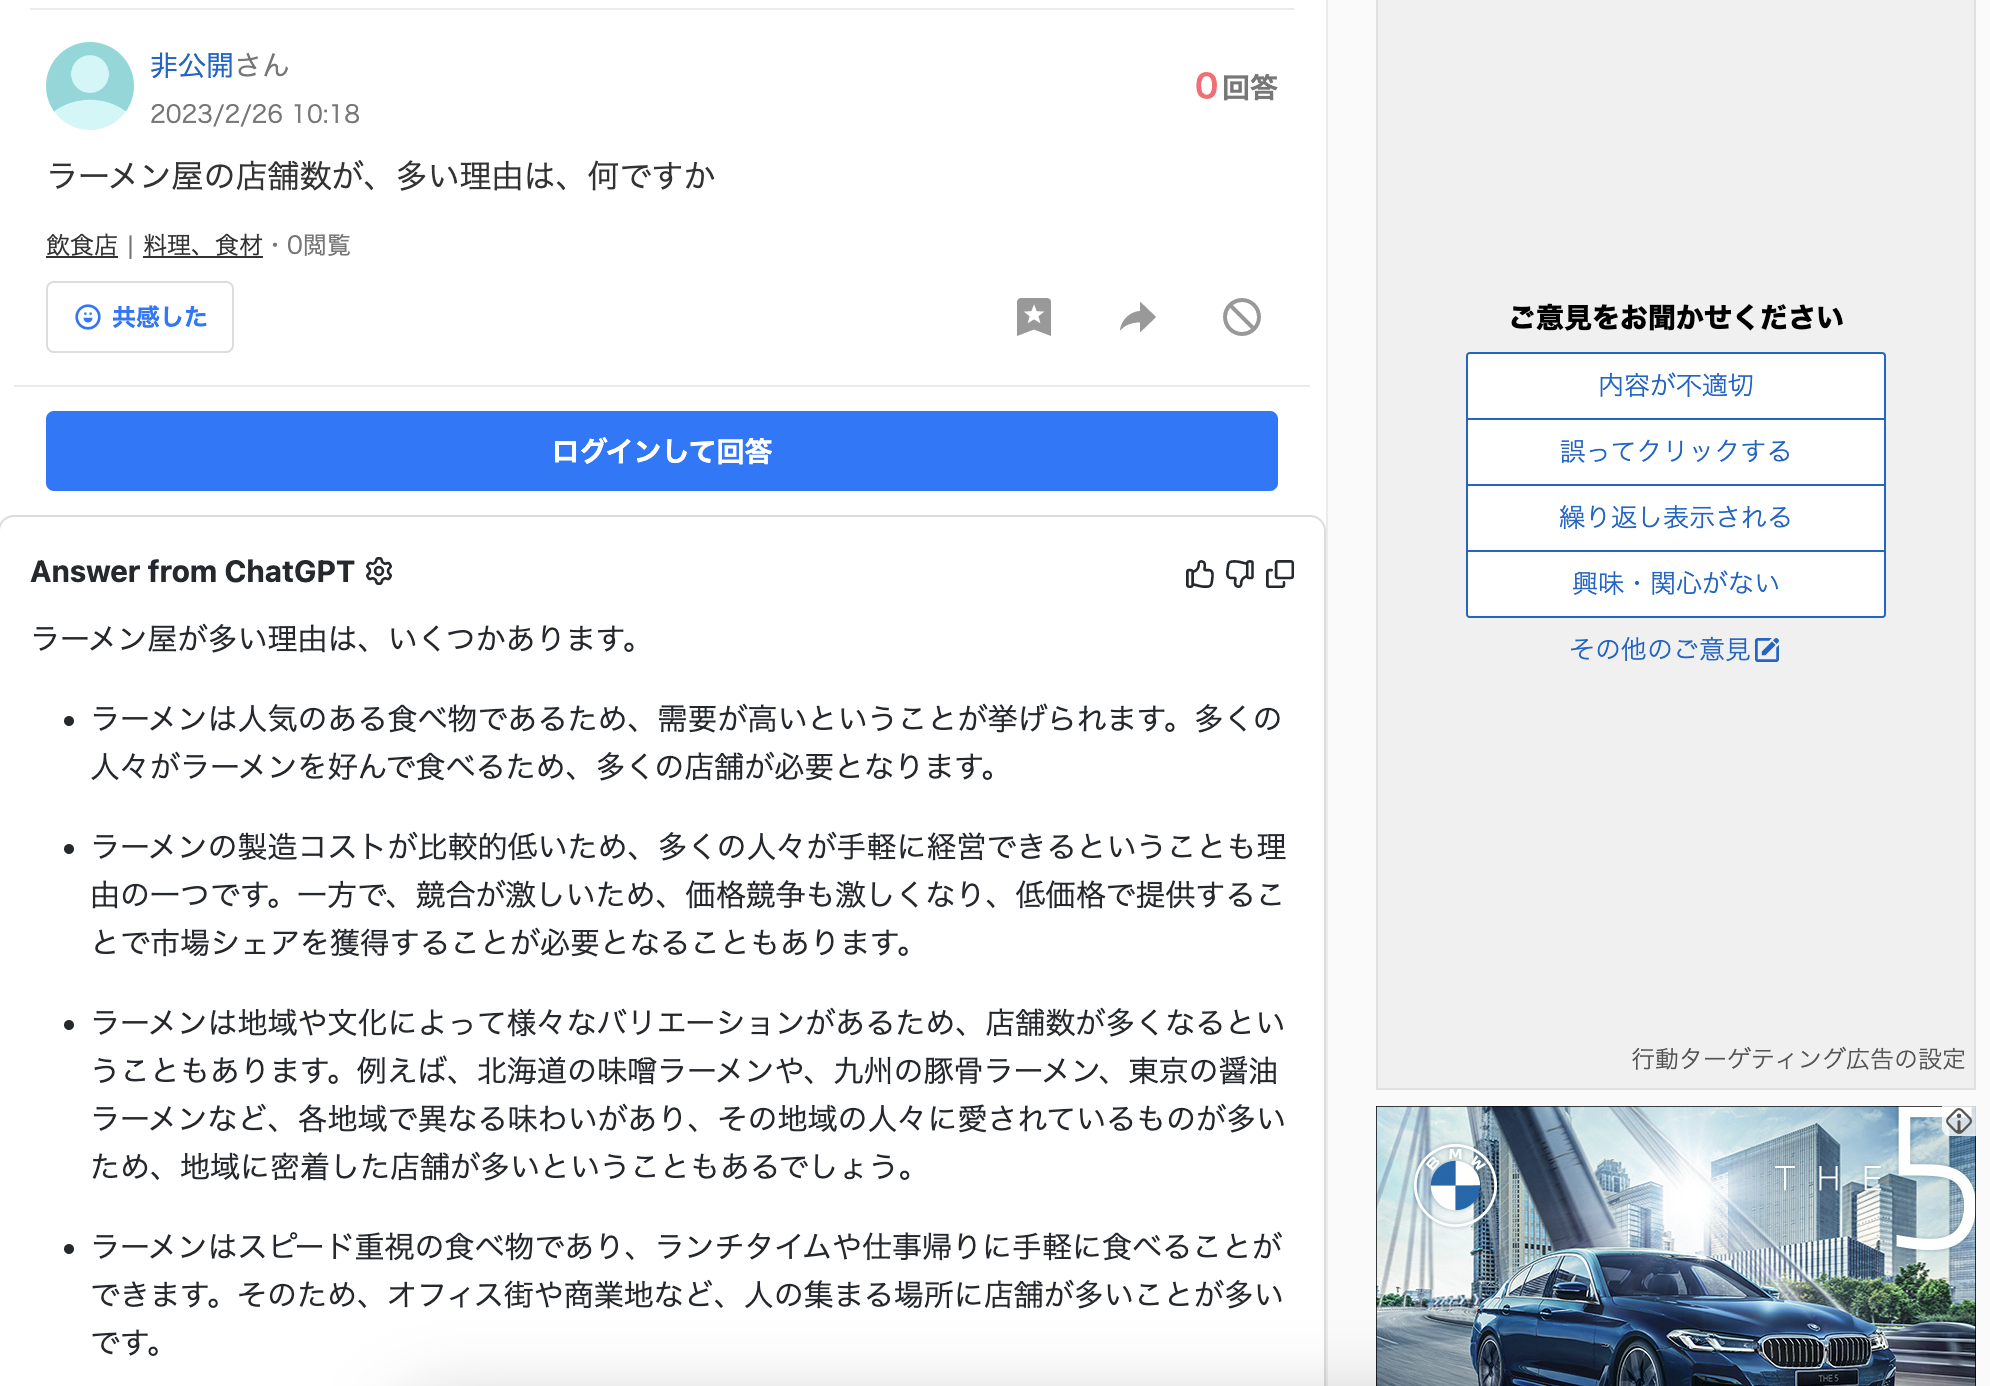 非公開さん
2023/2/26 10:18
0回答
ラーメン屋の店舗数が、多い理由は、何ですか
飲食店 | 料理、食材・0閲覧
共感した
ログインして回答
Answer from ChatGPT
ラーメン屋が多い理由は、いくつかあります。
• ラーメンは人気のある食べ物であるため、需要が高いということが挙げられます。多くの
人々がラーメンを好んで食べるため、多くの店舗が必要となります。
• ラーメンの製造コストが比較的低いため、多くの人々が手軽に経営できるということも理
由の一つです。一方で、競合が激しいため、価格競争も激しくなり、低価格で提供するこ
とで市場シェアを獲得することが必要となることもあります。
• ラーメンは地域や文化によって様々なバリエーションがあるため、店舗数が多くなるとい
うこともあります。例えば、北海道の味噌ラーメンや、九州の豚骨ラーメン、東京の醤油
ラーメンなど、各地域で異なる味わいがあり、その地域の人々に愛されているものが多い
ため、地域に密着した店舗が多いということもあるでしょう。
• ラーメンはスピード重視の食べ物であり、ランチタイムや仕事帰りに手軽に食べることが
できます。そのため、オフィス街や商業地など、人の集まる場所に店舗が多いことが多い
です。
ご意見をお聞かせください
内容が不適切
誤ってクリックする
繰り返し表示される
興味・関心がない
その他のご意見
行動ターゲティング広告の設定
BMW
THE 5
THE 5